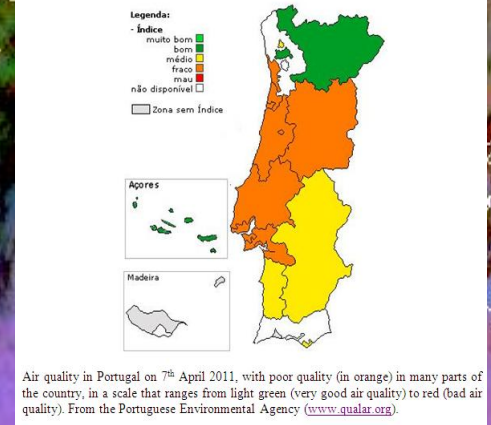 Legenda:
- Índice
muito bom
bom
médio
fraco
mau
não disponível
Zona sem Índice
Açores
Madeira
Air quality in Portugal on 7th April 2011, with poor quality (in orange) in many parts of
the country, in a scale that ranges from light green (very good air quality) to red (bad air
quality). From the Portuguese Environmental Agency (www.qualar.org).